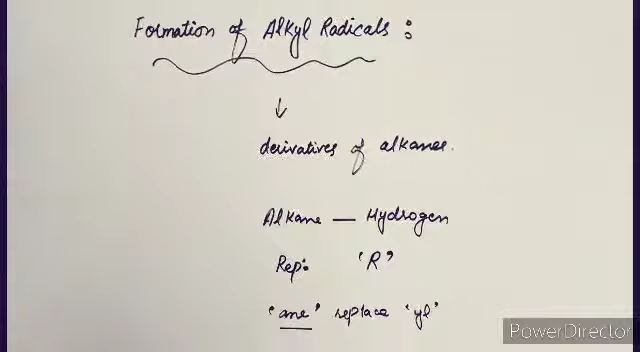 Formation of Alkyl Radicals :
↓
derivatives of alkanes.
Alkane — Hydrogen
Rep: 'R'
'ane' replace 'yl'
PowerDirector